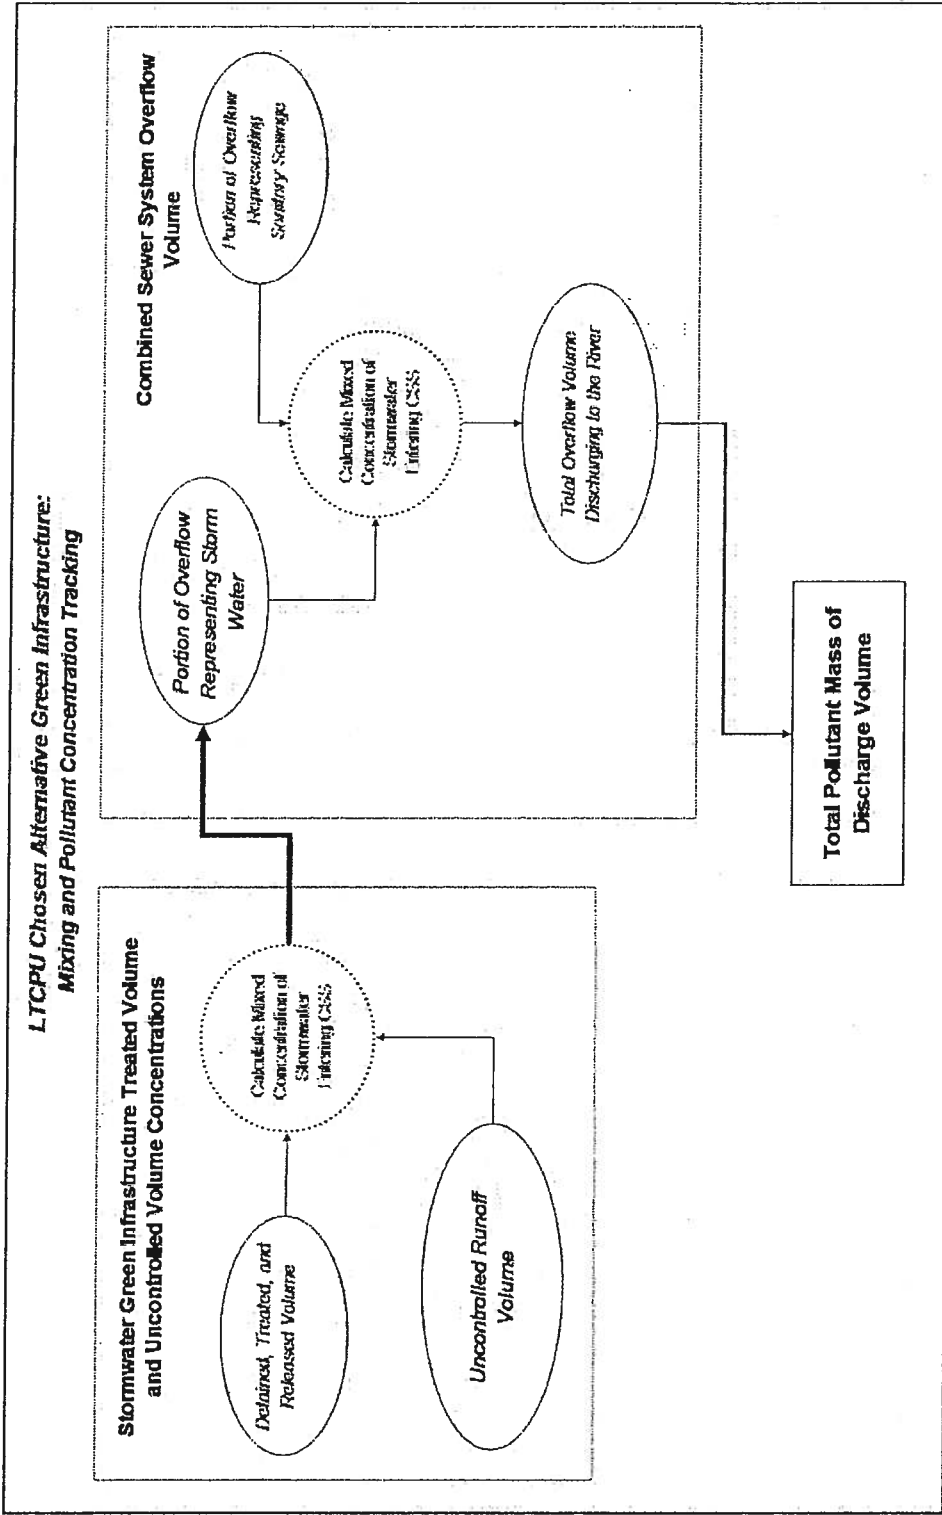 LTCPU Chosen Alternative Green Infrastructure:
Mixing and Pollutant Concentration Tracking
Stormwater Green Infrastructure Treated Volume
and Uncontrolled Volume Concentrations
Detained, Treated, and
Released Volume
Calculate Mixed
Concentration of
Stormwater
Entering CSS
Uncontrolled Runoff
Volume
Combined Sewer System Overflow
Volume
Portion of Overflow
Representing Storm
Water
Portion of Overflow
Representing
Sanitary Sewage
Calculate Mixed
Concentration of
Stormwater
Entering CSS
Total Overflow Volume
Discharging to the River
Total Pollutant Mass of
Discharge Volume